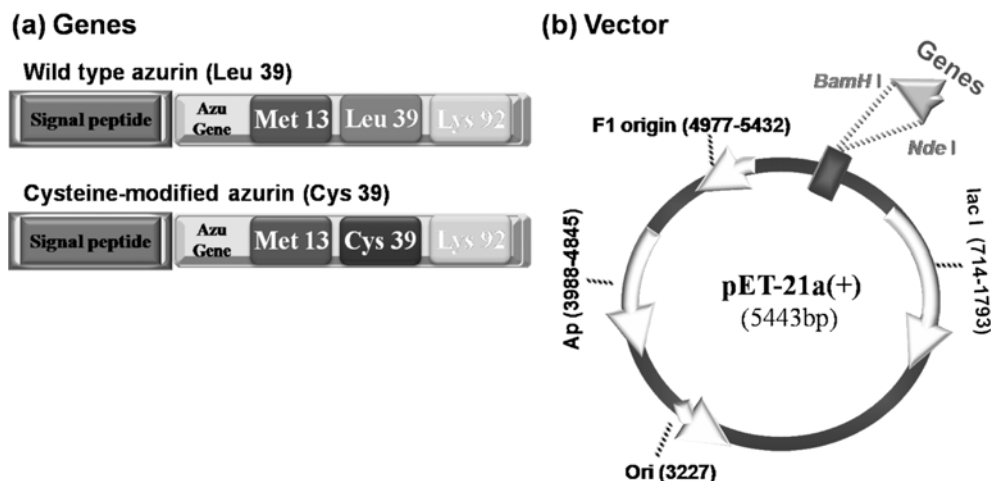 (a) Genes
Wild type azurin (Leu 39)
Signal peptide
Azu
Gene
Met 13
Leu 39
Lys 92
Cysteine-modified azurin (Cys 39)
Signal peptide
Azu
Gene
Met 13
Cys 39
Lys 92
(b) Vector
Genes
BamH I
Nde I
F1 origin (4977-5432)
lac I (714-1793)
Ap (3988-4845)
pET-21a(+)
(5443bp)
Ori (3227)